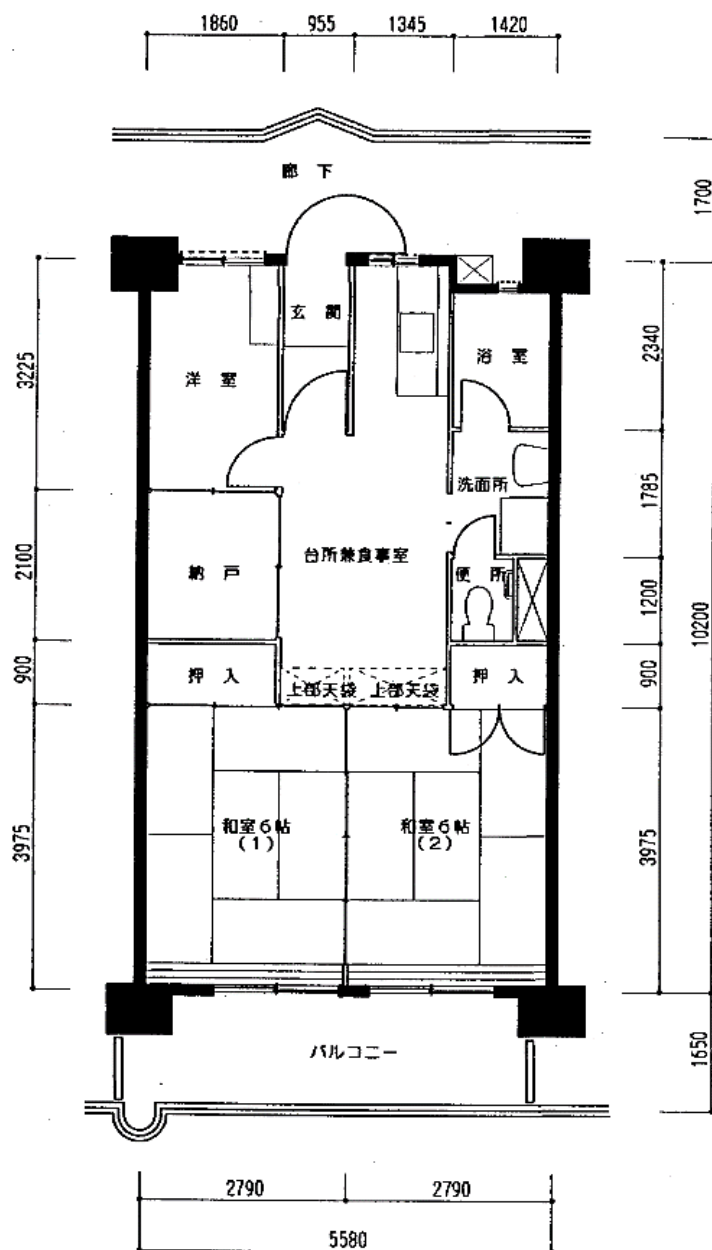 1860 955 1345 1420
廊下
1700
玄関
浴室
洋室
3225
2340
洗面所
1785
台所兼食事室
納戸
便所
2100
1200
10200
押入
上部天袋 上部天袋
押入
900
900
和室6帖
(1)
和室6帖
(2)
3975
3975
バルコニー
1650
2790 2790
5580